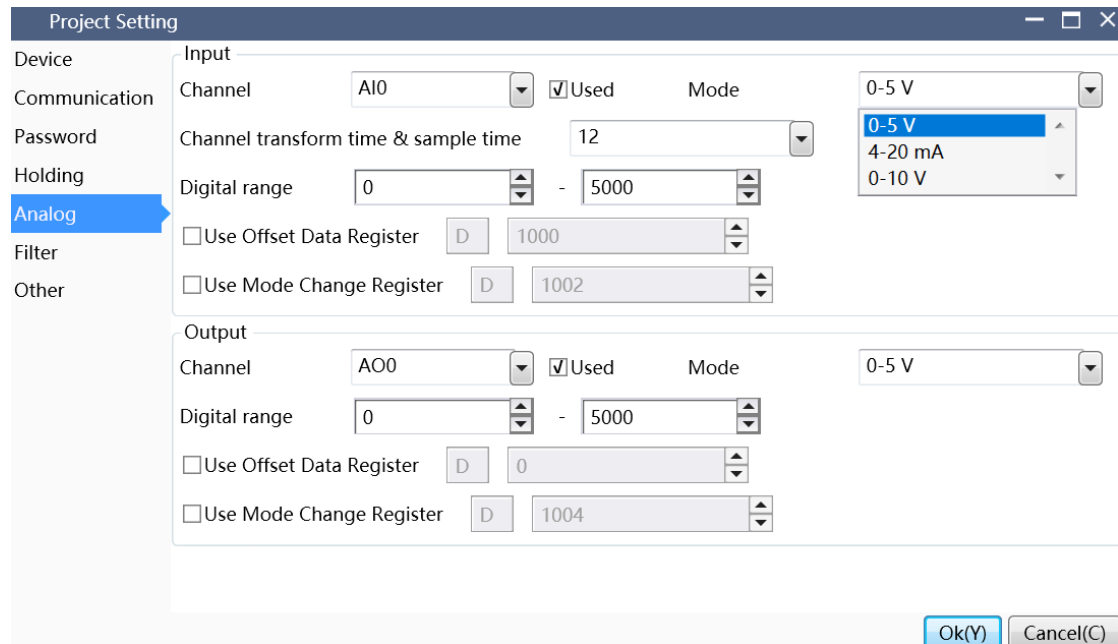 Project Setting
Device
Communication
Password
Holding
Analog
Filter
Other
Input
Channel AI0 Used Mode 0-5 V
0-5 V
4-20 mA
0-10 V
Channel transform time & sample time 12
Digital range 0 - 5000
Use Offset Data Register D 1000
Use Mode Change Register D 1002
Output
Channel AO0 Used Mode 0-5 V
Digital range 0 - 5000
Use Offset Data Register D 0
Use Mode Change Register D 1004
Ok(Y) Cancel(C)